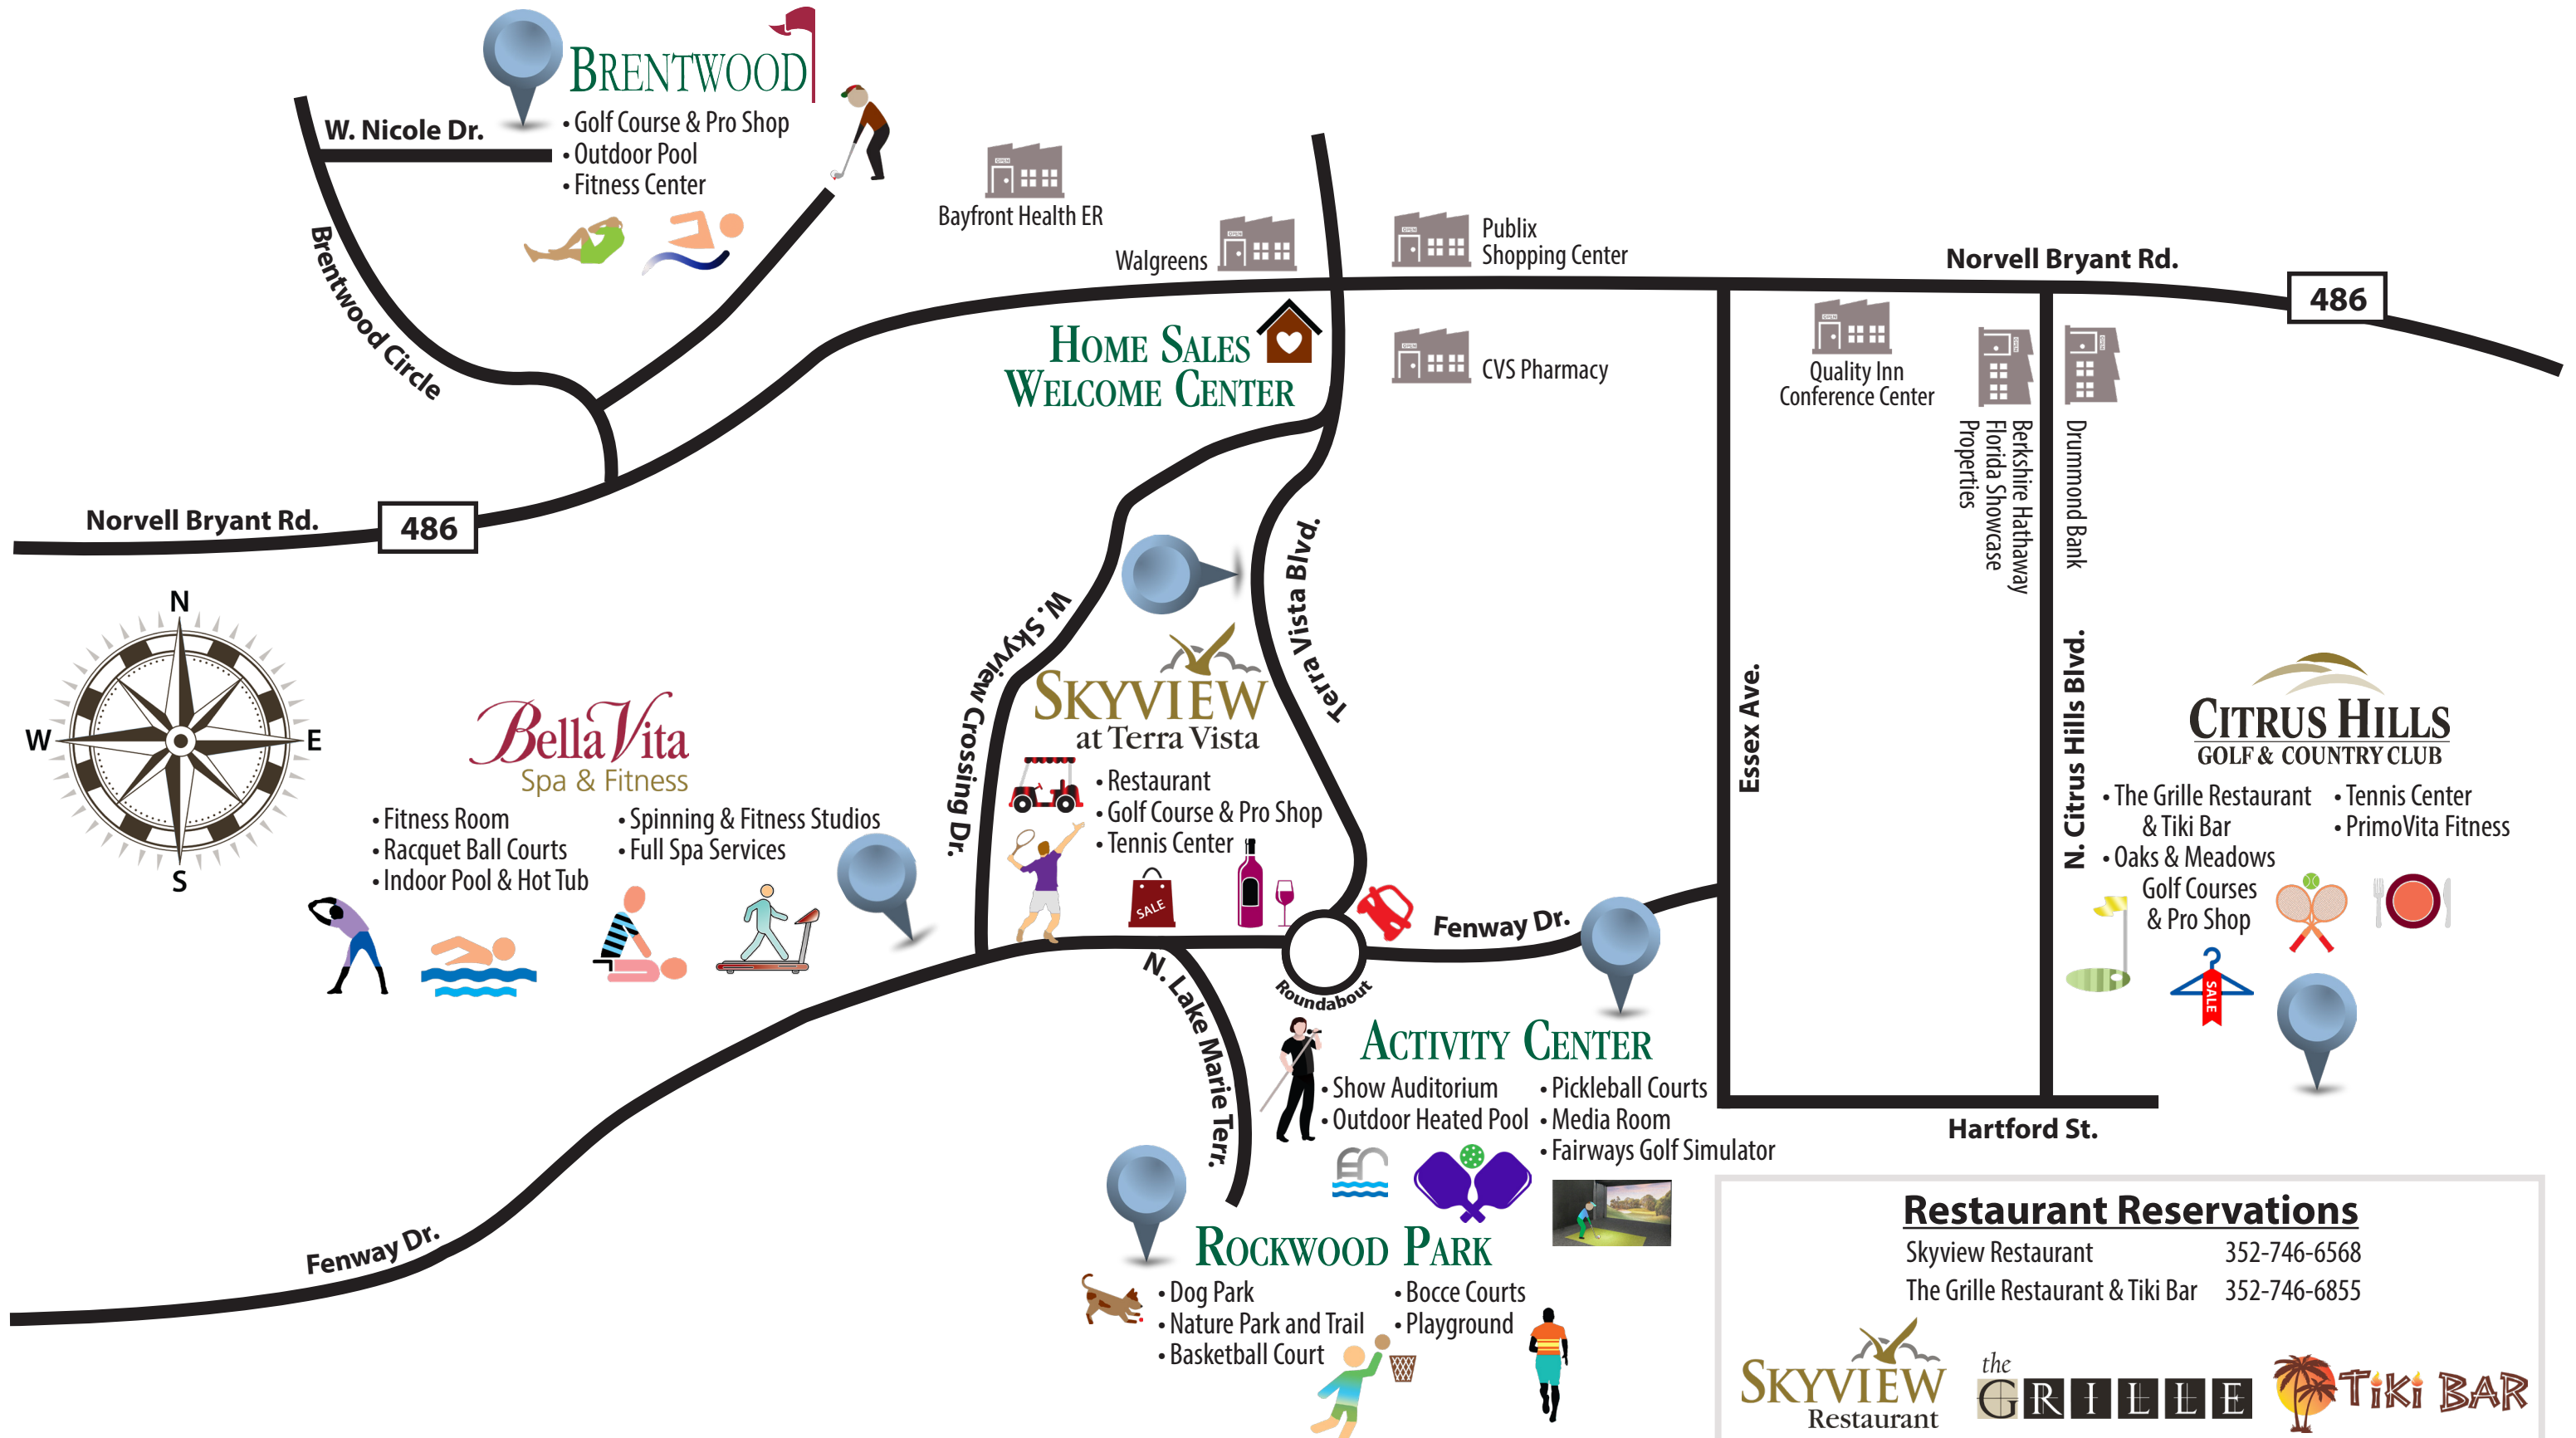 BRENTWOOD
W. Nicole Dr.
• Golf Course & Pro Shop
• Outdoor Pool
• Fitness Center
Brentwood Circle
Bayfront Health ER
Walgreens
Publix
Shopping Center
Norvell Bryant Rd.
486
HOME SALES
WELCOME CENTER
CVS Pharmacy
Quality Inn
Conference Center
Berkshire Hathaway
Florida Showcase
Properties
Drummond Bank
Norvell Bryant Rd.
486
N
W
E
S
W. Skyview Crossing Dr.
Terra Vista Blvd.
SKYVIEW
at Terra Vista
• Restaurant
• Golf Course & Pro Shop
• Tennis Center
SALE
Bella Vita
Spa & Fitness
• Fitness Room
• Racquet Ball Courts
• Indoor Pool & Hot Tub
• Spinning & Fitness Studios
• Full Spa Services
Essex Ave.
N. Citrus Hills Blvd.
CITRUS HILLS
GOLF & COUNTRY CLUB
• The Grille Restaurant
& Tiki Bar
• Oaks & Meadows
Golf Courses
& Pro Shop
• Tennis Center
• PrimoVita Fitness
SALE
Fenway Dr.
Roundabout
N. Lake Marie Terr.
ACTIVITY CENTER
• Show Auditorium
• Outdoor Heated Pool
• Pickleball Courts
• Media Room
• Fairways Golf Simulator
Hartford St.
Fenway Dr.
ROCKWOOD PARK
• Dog Park
• Nature Park and Trail
• Basketball Court
• Bocce Courts
• Playground
Restaurant Reservations
Skyview Restaurant 352-746-6568
The Grille Restaurant & Tiki Bar 352-746-6855
SKYVIEW
Restaurant
the
GRILLE
TIKI BAR